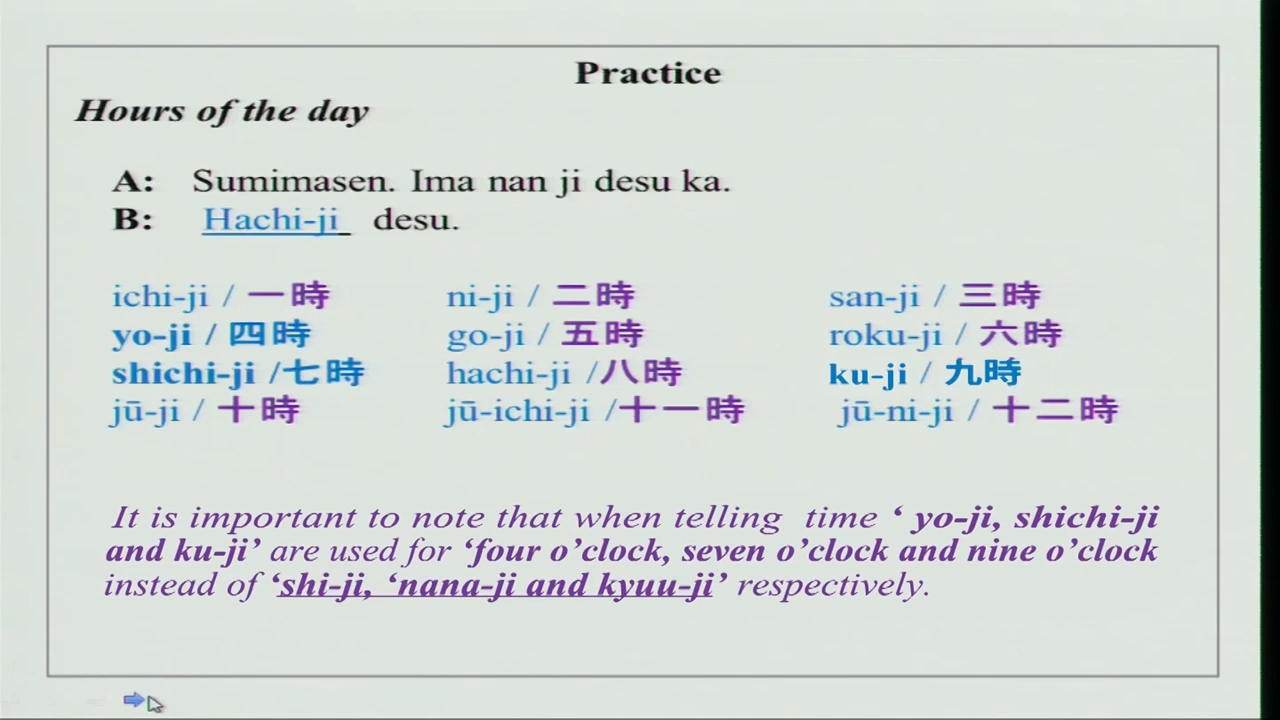 Practice
Hours of the day
A: Sumimasen. Ima nan ji desu ka.
B: Hachi-ji_ desu.
ichi-ji / 一時 ni-ji / 二時 san-ji / 三時
yo-ji / 四時 go-ji / 五時 roku-ji / 六時
shichi-ji /七時 hachi-ji /八時 ku-ji / 九時
jū-ji / 十時 jū-ichi-ji /十一時 jū-ni-ji / 十二時
It is important to note that when telling time ‘ yo-ji, shichi-ji
and ku-ji’ are used for ‘four o’clock, seven o’clock and nine o’clock
instead of ‘shi-ji, ‘nana-ji and kyuu-ji’ respectively.